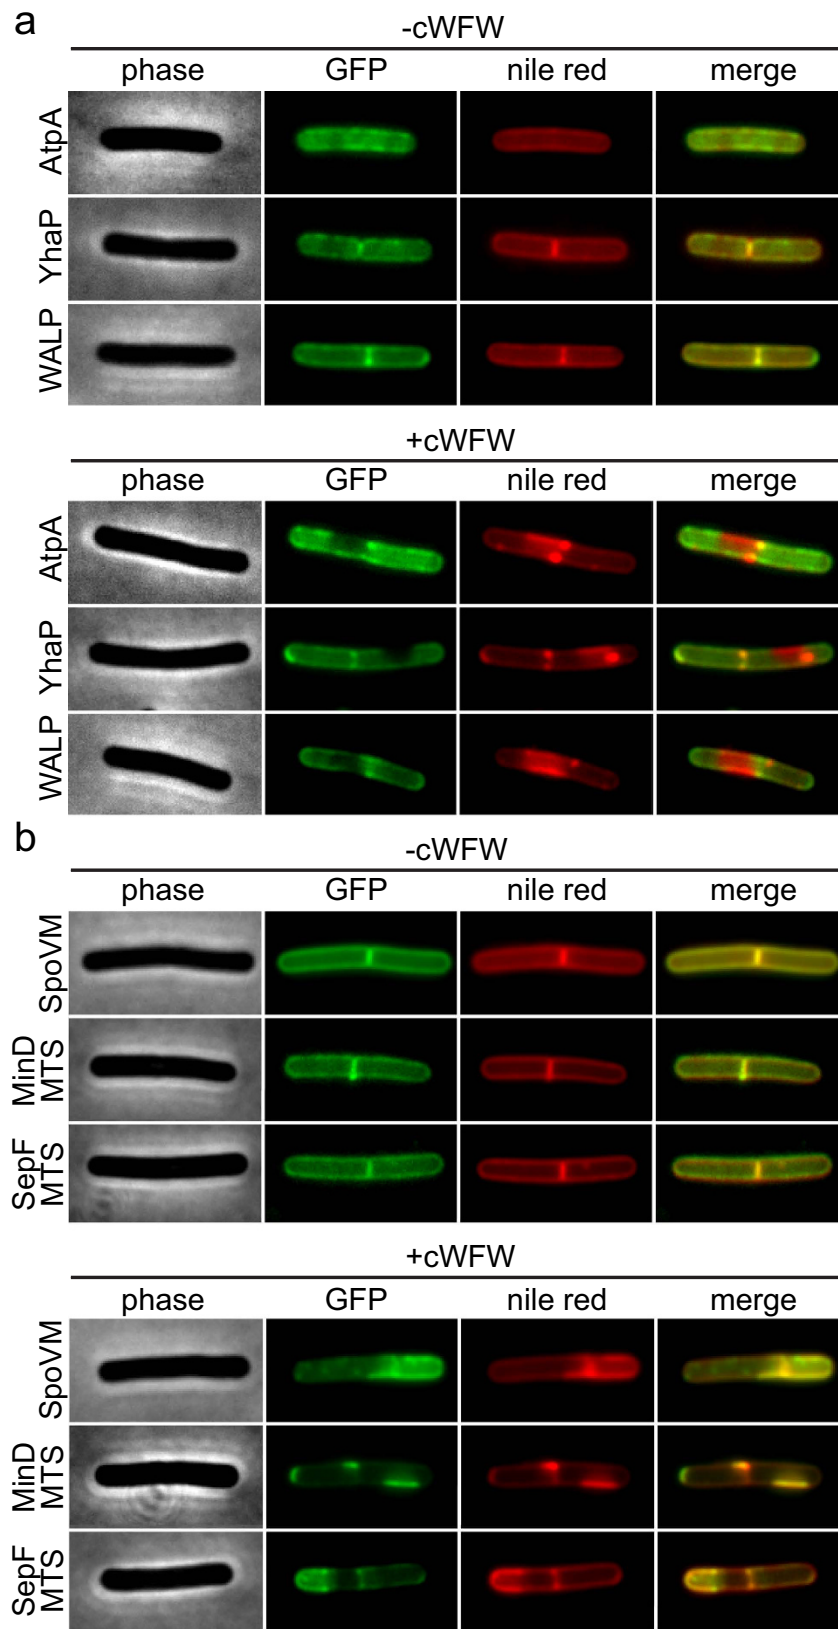 a
-cWFW
phase GFP nile red merge
AtpA
YhaP
WALP
+cWFW
phase GFP nile red merge
AtpA
YhaP
WALP
b
-cWFW
phase GFP nile red merge
SpoVM
MinD
MTS
SepF
MTS
+cWFW
phase GFP nile red merge
SpoVM
MinD
MTS
SepF
MTS